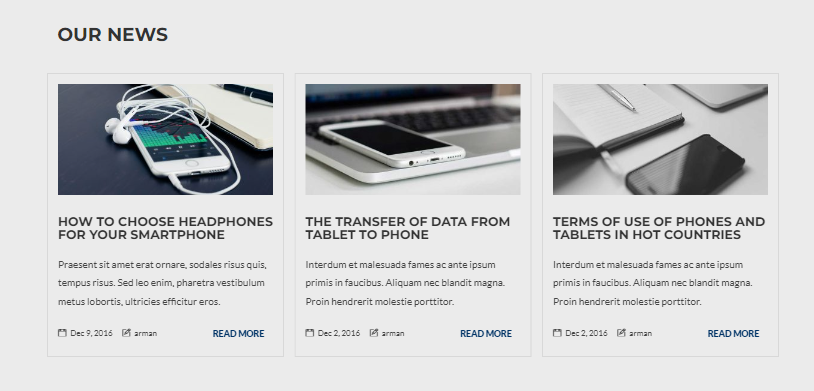 OUR NEWS
HOW TO CHOOSE HEADPHONES
FOR YOUR SMARTPHONE
Praesent sit amet erat ornare, sodales risus quis,
tempus risus. Sed leo enim, pharetra vestibulum
metus lobortis, ultricies efficitur eros.
Dec 9, 2016 arman READ MORE
THE TRANSFER OF DATA FROM
TABLET TO PHONE
Interdum et malesuada fames ac ante ipsum
primis in faucibus. Aliquam nec blandit magna.
Proin hendrerit molestie porttitor.
Dec 2, 2016 arman READ MORE
TERMS OF USE OF PHONES AND
TABLETS IN HOT COUNTRIES
Interdum et malesuada fames ac ante ipsum
primis in faucibus. Aliquam nec blandit magna.
Proin hendrerit molestie porttitor.
Dec 2, 2016 arman READ MORE